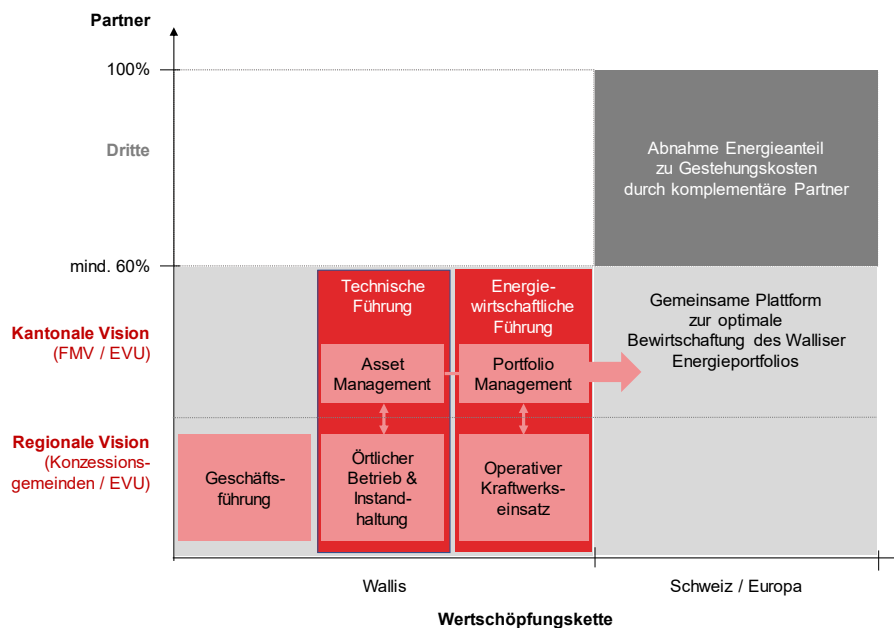 Partner
100%
Dritte
Abnahme Energieanteil
zu Gestehungskosten
durch komplementäre Partner
mind. 60%
Technische
Führung
Energie-
wirtschaftliche
Führung
Gemeinsame Plattform
zur optimale
Bewirtschaftung des Walliser
Energieportfolios
Kantonale Vision
(FMV / EVU)
Asset
Management
Portfolio
Management
Regionale Vision
(Konzessions-
gemeinden / EVU)
Geschäfts-
führung
Örtlicher
Betrieb &
Instand-
haltung
Operativer
Kraftwerks-
einsatz
Wallis
Schweiz / Europa
Wertschöpfungskette